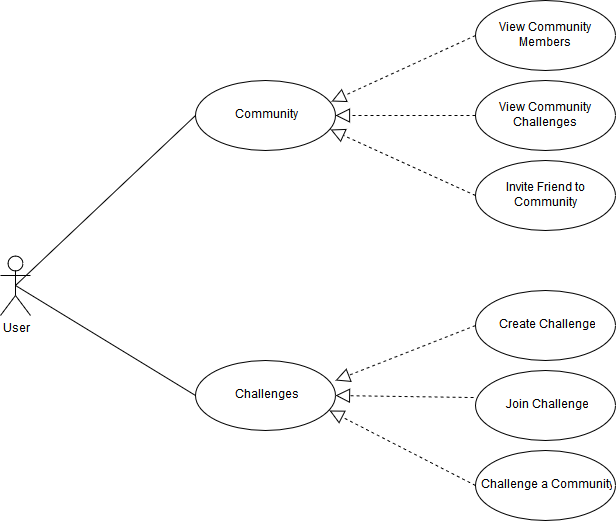 View Community
Members
Community
View Community
Challenges
Invite Friend to
Community
User
Create Challenge
Challenges
Join Challenge
Challenge a Community